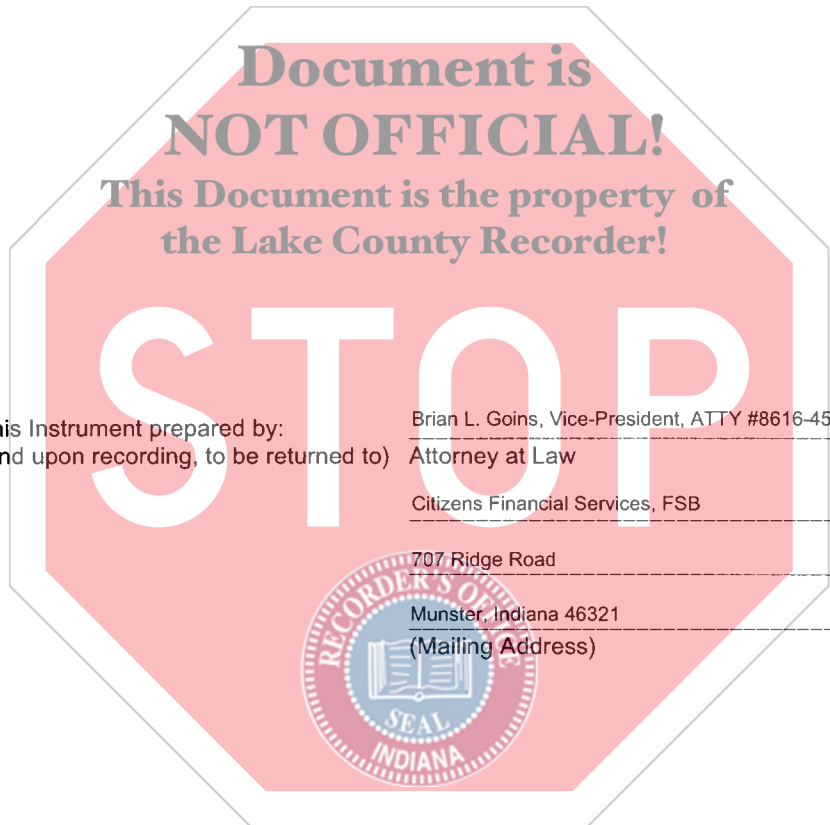 Document is
NOT OFFICIAL!
This Document is the property of
the Lake County Recorder!
STOP
his Instrument prepared by: Brian L. Goins, Vice-President, ATTY #8616-45
nd upon recording, to be returned to) Attorney at Law
Citizens Financial Services, FSB
707 Ridge Road
Munster, Indiana 46321
(Mailing Address)
RECORDER'S OFFICE
SEAL
INDIANA